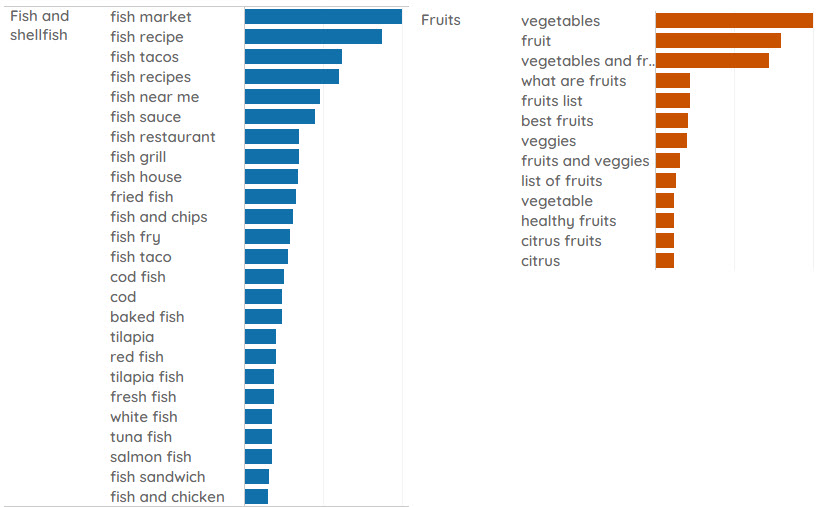 Fish and
shellfish
fish market
fish recipe
fish tacos
fish recipes
fish near me
fish sauce
fish restaurant
fish grill
fish house
fried fish
fish and chips
fish fry
fish taco
cod fish
cod
baked fish
tilapia
red fish
tilapia fish
fresh fish
white fish
tuna fish
salmon fish
fish sandwich
fish and chicken
Fruits
vegetables
fruit
vegetables and fr..
what are fruits
fruits list
best fruits
veggies
fruits and veggies
list of fruits
vegetable
healthy fruits
citrus fruits
citrus